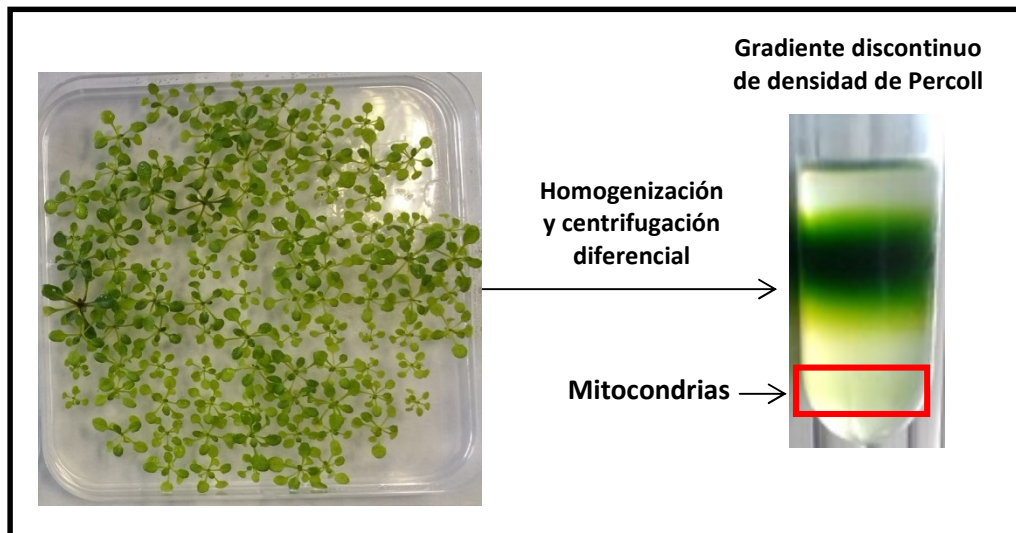 Gradiente discontinuo
de densidad de Percoll
Homogenización
y centrifugación
diferencial
Mitocondrias